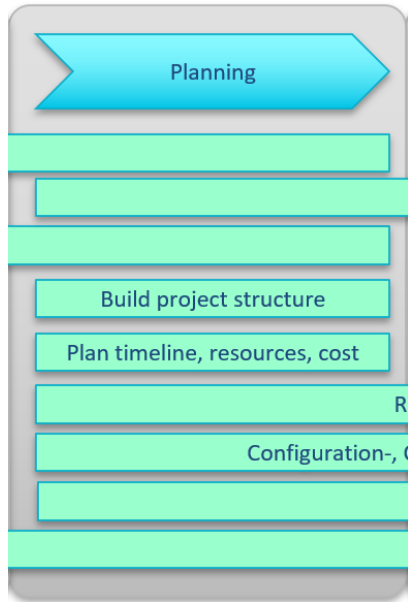 Planning
Build project structure
Plan timeline, resources, cost
R
Configuration-,